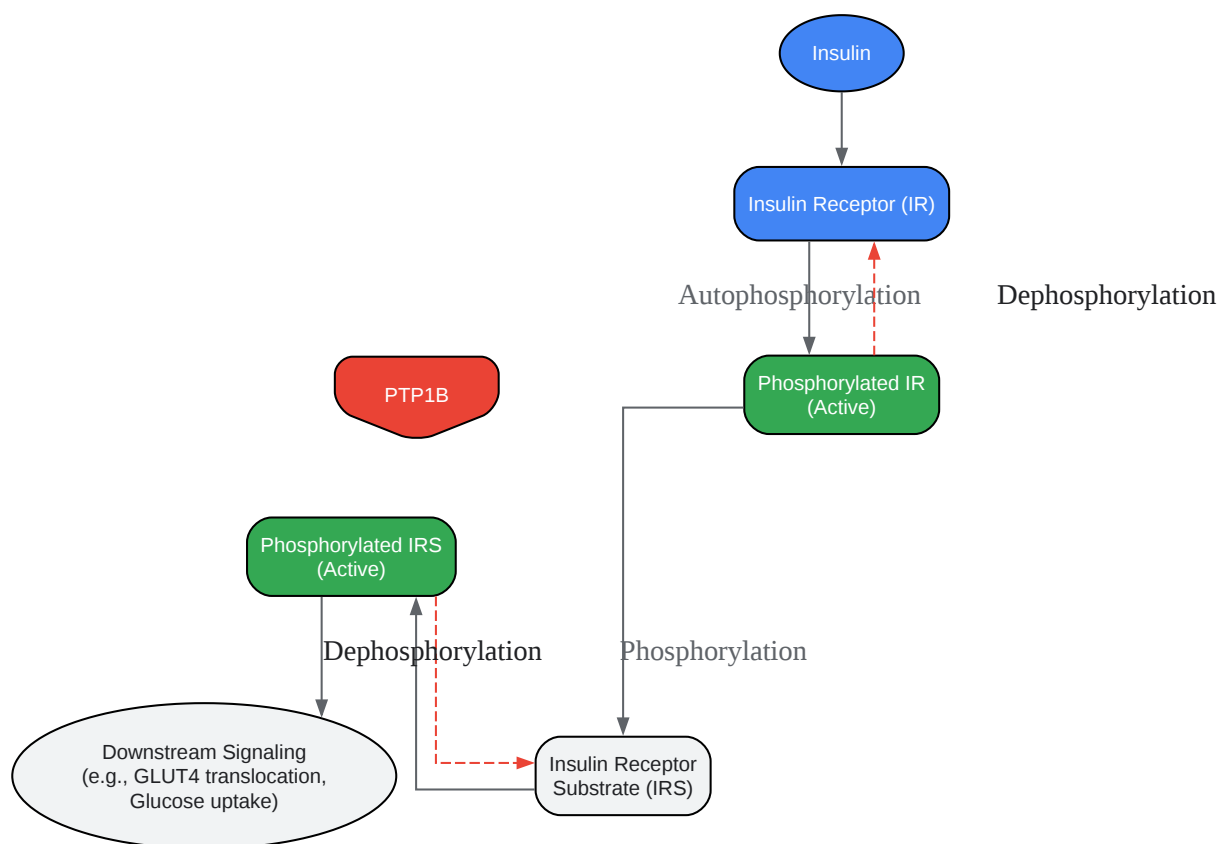 Insulin
Insulin Receptor (IR)
Autophosphorylation
Dephosphorylation
PTP1B
Phosphorylated IR
(Active)
Phosphorylated IRS
(Active)
Dephosphorylation
Phosphorylation
Downstream Signaling
(e.g., GLUT4 translocation,
Glucose uptake)
Insulin Receptor
Substrate (IRS)